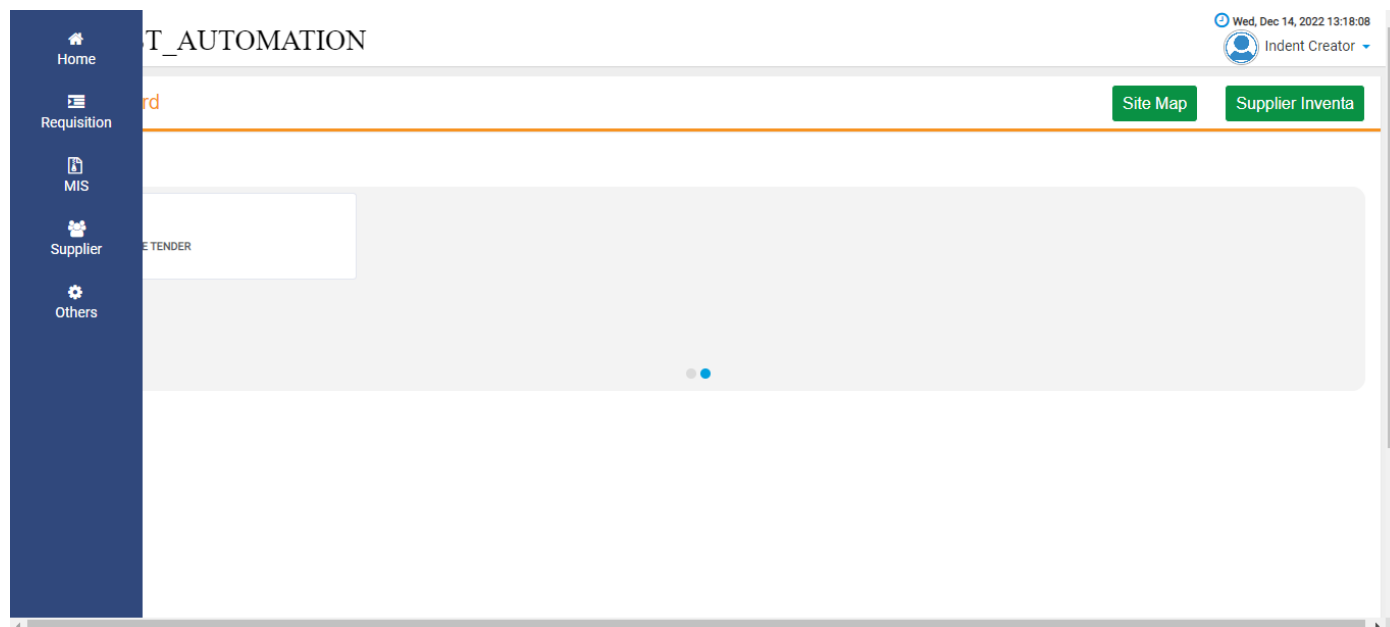 Wed, Dec 14, 2022 13:18:08
T_AUTOMATION
Indent Creator
Home
rd
Site Map
Supplier Inventa
Requisition
MIS
Supplier
E TENDER
Others